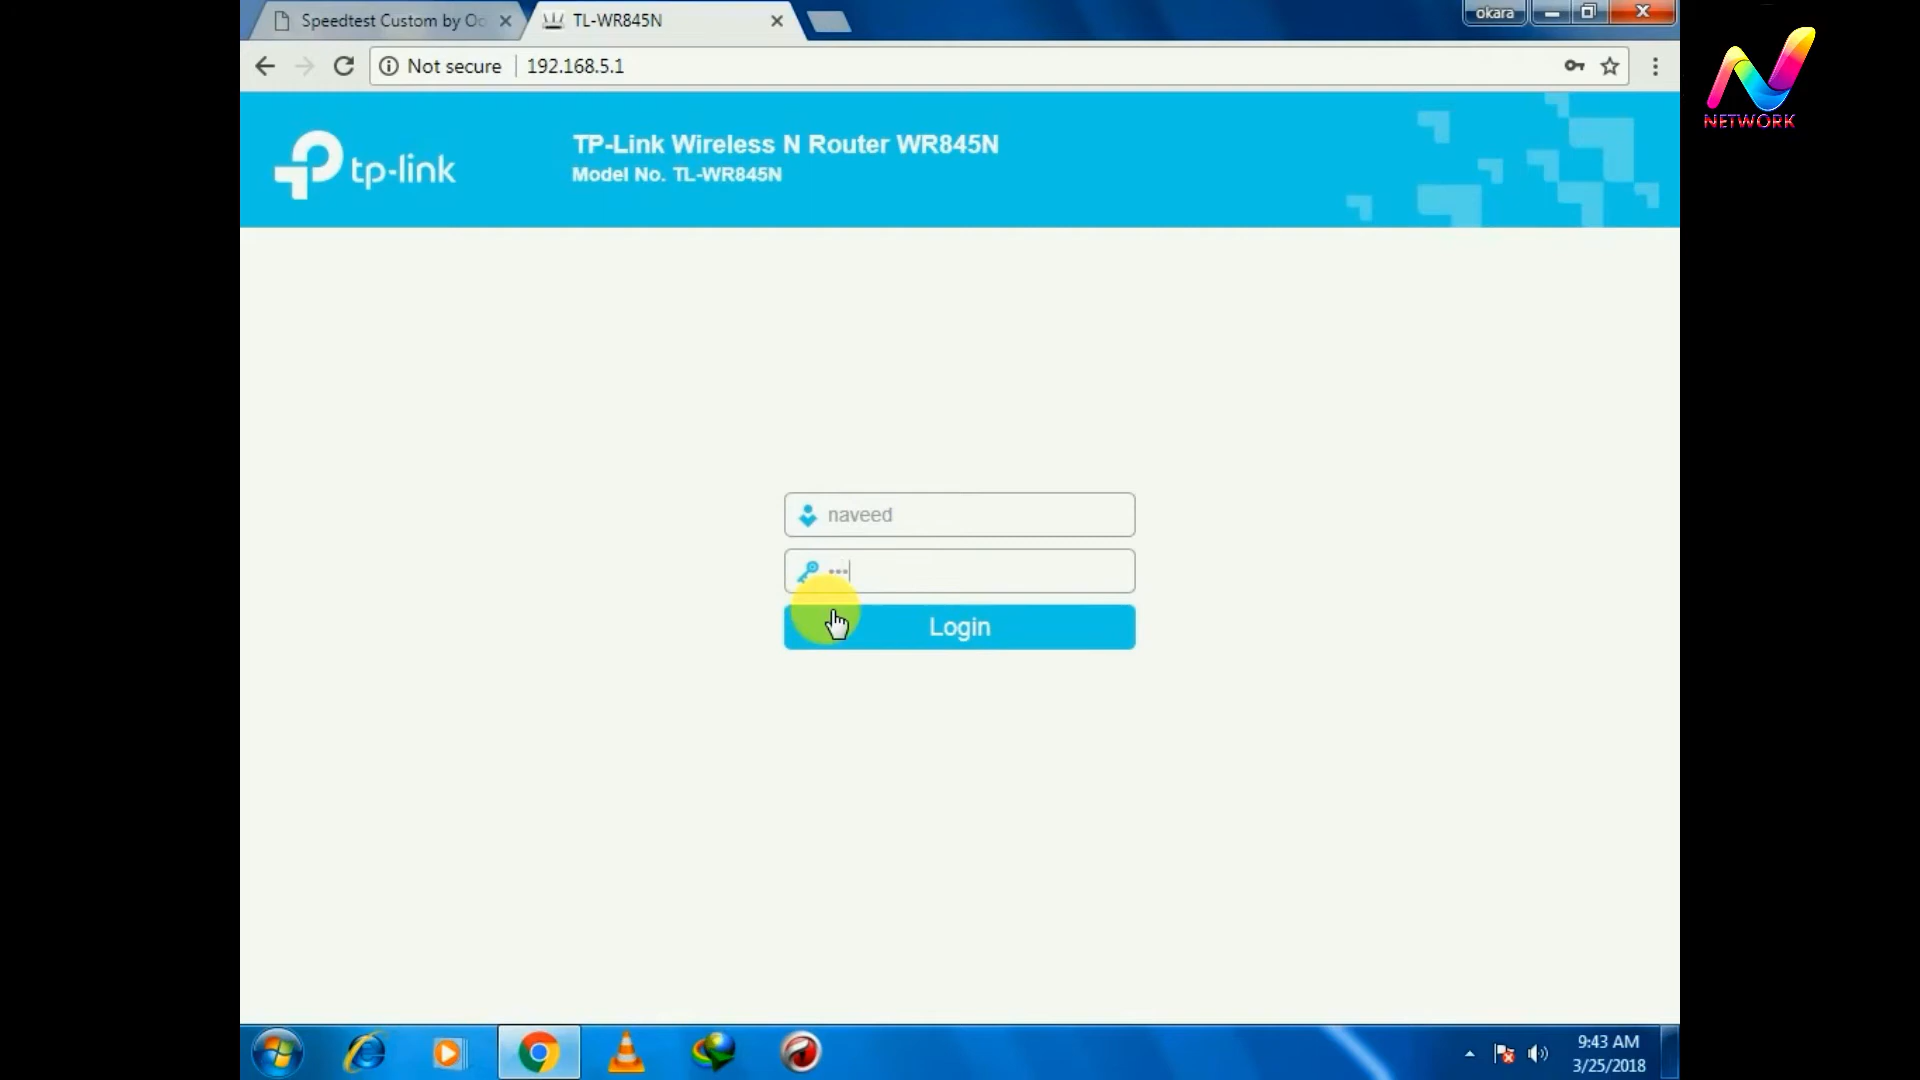 Speedtest Custom by Oo
TL-WR845N
okara
Not secure
192.168.5.1
NETWORK
tp-link
TP-Link Wireless N Router WR845N
Model No. TL-WR845N
naveed
•••
Login
9:43 AM
3/25/2018